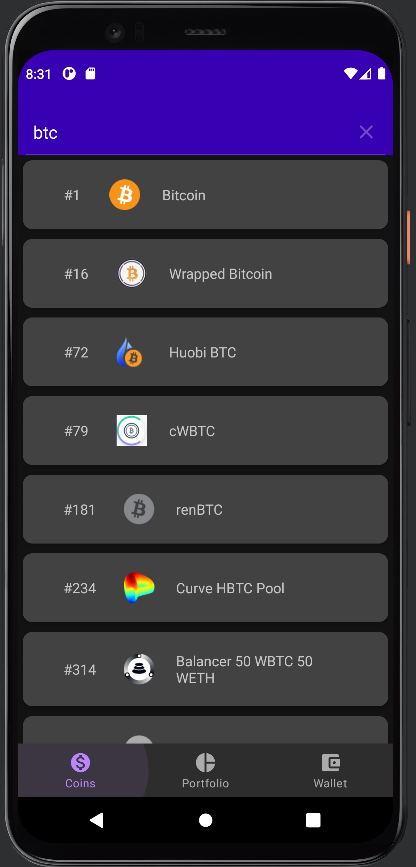 8:31
btc
#1 Bitcoin
#16 Wrapped Bitcoin
#72 Huobi BTC
#79 cWBTC
#181 renBTC
#234 Curve HBTC Pool
#314 Balancer 50 WBTC 50
WETH
Coins Portfolio Wallet